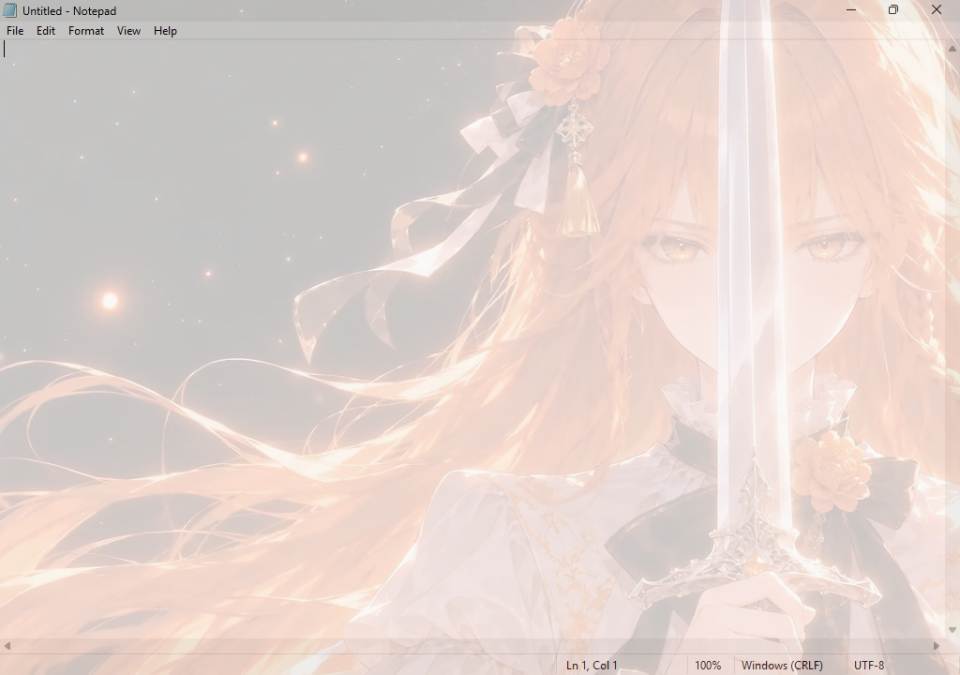 Untitled - Notepad
File Edit Format View Help
Ln 1, Col 1 100% Windows (CRLF) UTF-8